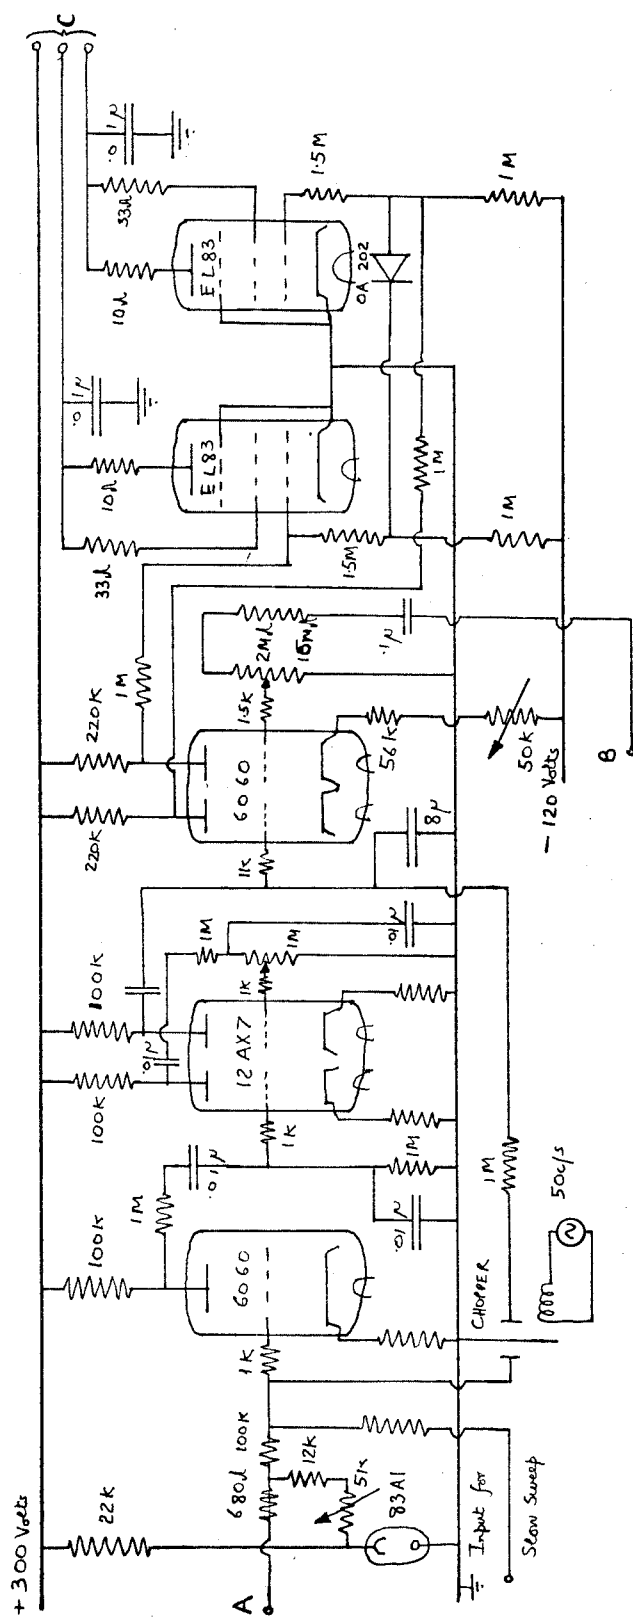 C
.01μ
33Ω
10Ω
EL83
1.5M
1M
OA 202
.01μ
10Ω
EL83
33Ω
1.5M
1M
1M
1M
220K
220K
2MΩ
1.5K
6060
56K
50K
.1μ
-120 Volts
B
11K
8μ
100K
100K
1M
1M
.01μ
1K
12AX7
.01μ
1K
1M
.01μ
1M
.01μ
100K
6060
1K
1M
50c/s
CHOPPER
100K
680Ω
12K
51K
83A1
22K
+300 Volts
A
Input for
Slow Sweep